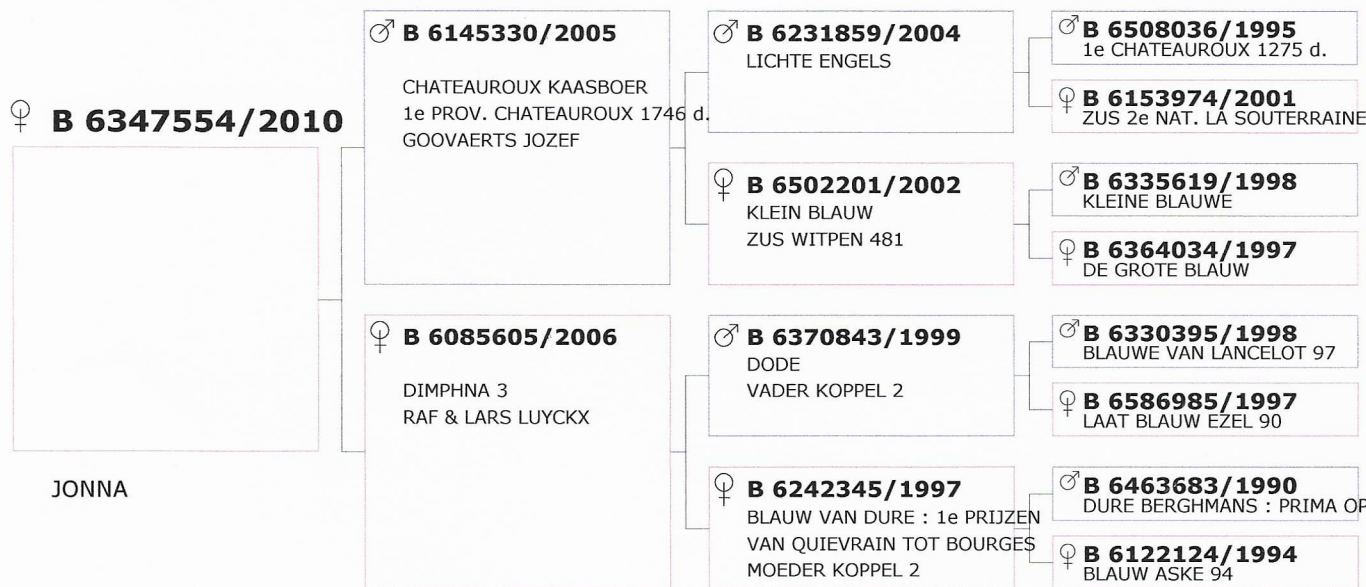 ♀ B 6347554/2010
JONNA
♂ B 6145330/2005
CHATEAUROUX KAASBOER
1e PROV. CHATEAUROUX 1746 d.
GOOVAERTS JOZEF
♀ B 6085605/2006
DIMPHNA 3
RAF & LARS LUYCKX
♂ B 6231859/2004
LICHTE ENGELS
♀ B 6502201/2002
KLEIN BLAUW
ZUS WITPEN 481
♂ B 6370843/1999
DODE
VADER KOPPEL 2
♀ B 6242345/1997
BLAUW VAN DURE : 1e PRIJZEN
VAN QUIEVRAIN TOT BOURGES
MOEDER KOPPEL 2
♂ B 6508036/1995
1e CHATEAUROUX 1275 d.
♀ B 6153974/2001
ZUS 2e NAT. LA SOUTERRAINE
♂ B 6335619/1998
KLEINE BLAUWE
♀ B 6364034/1997
DE GROTE BLAUW
♂ B 6330395/1998
BLAUWE VAN LANCELOT 97
♀ B 6586985/1997
LAAT BLAUW EZEL 90
♂ B 6463683/1990
DURE BERGHMANS : PRIMA OP
♀ B 6122124/1994
BLAUW ASKE 94